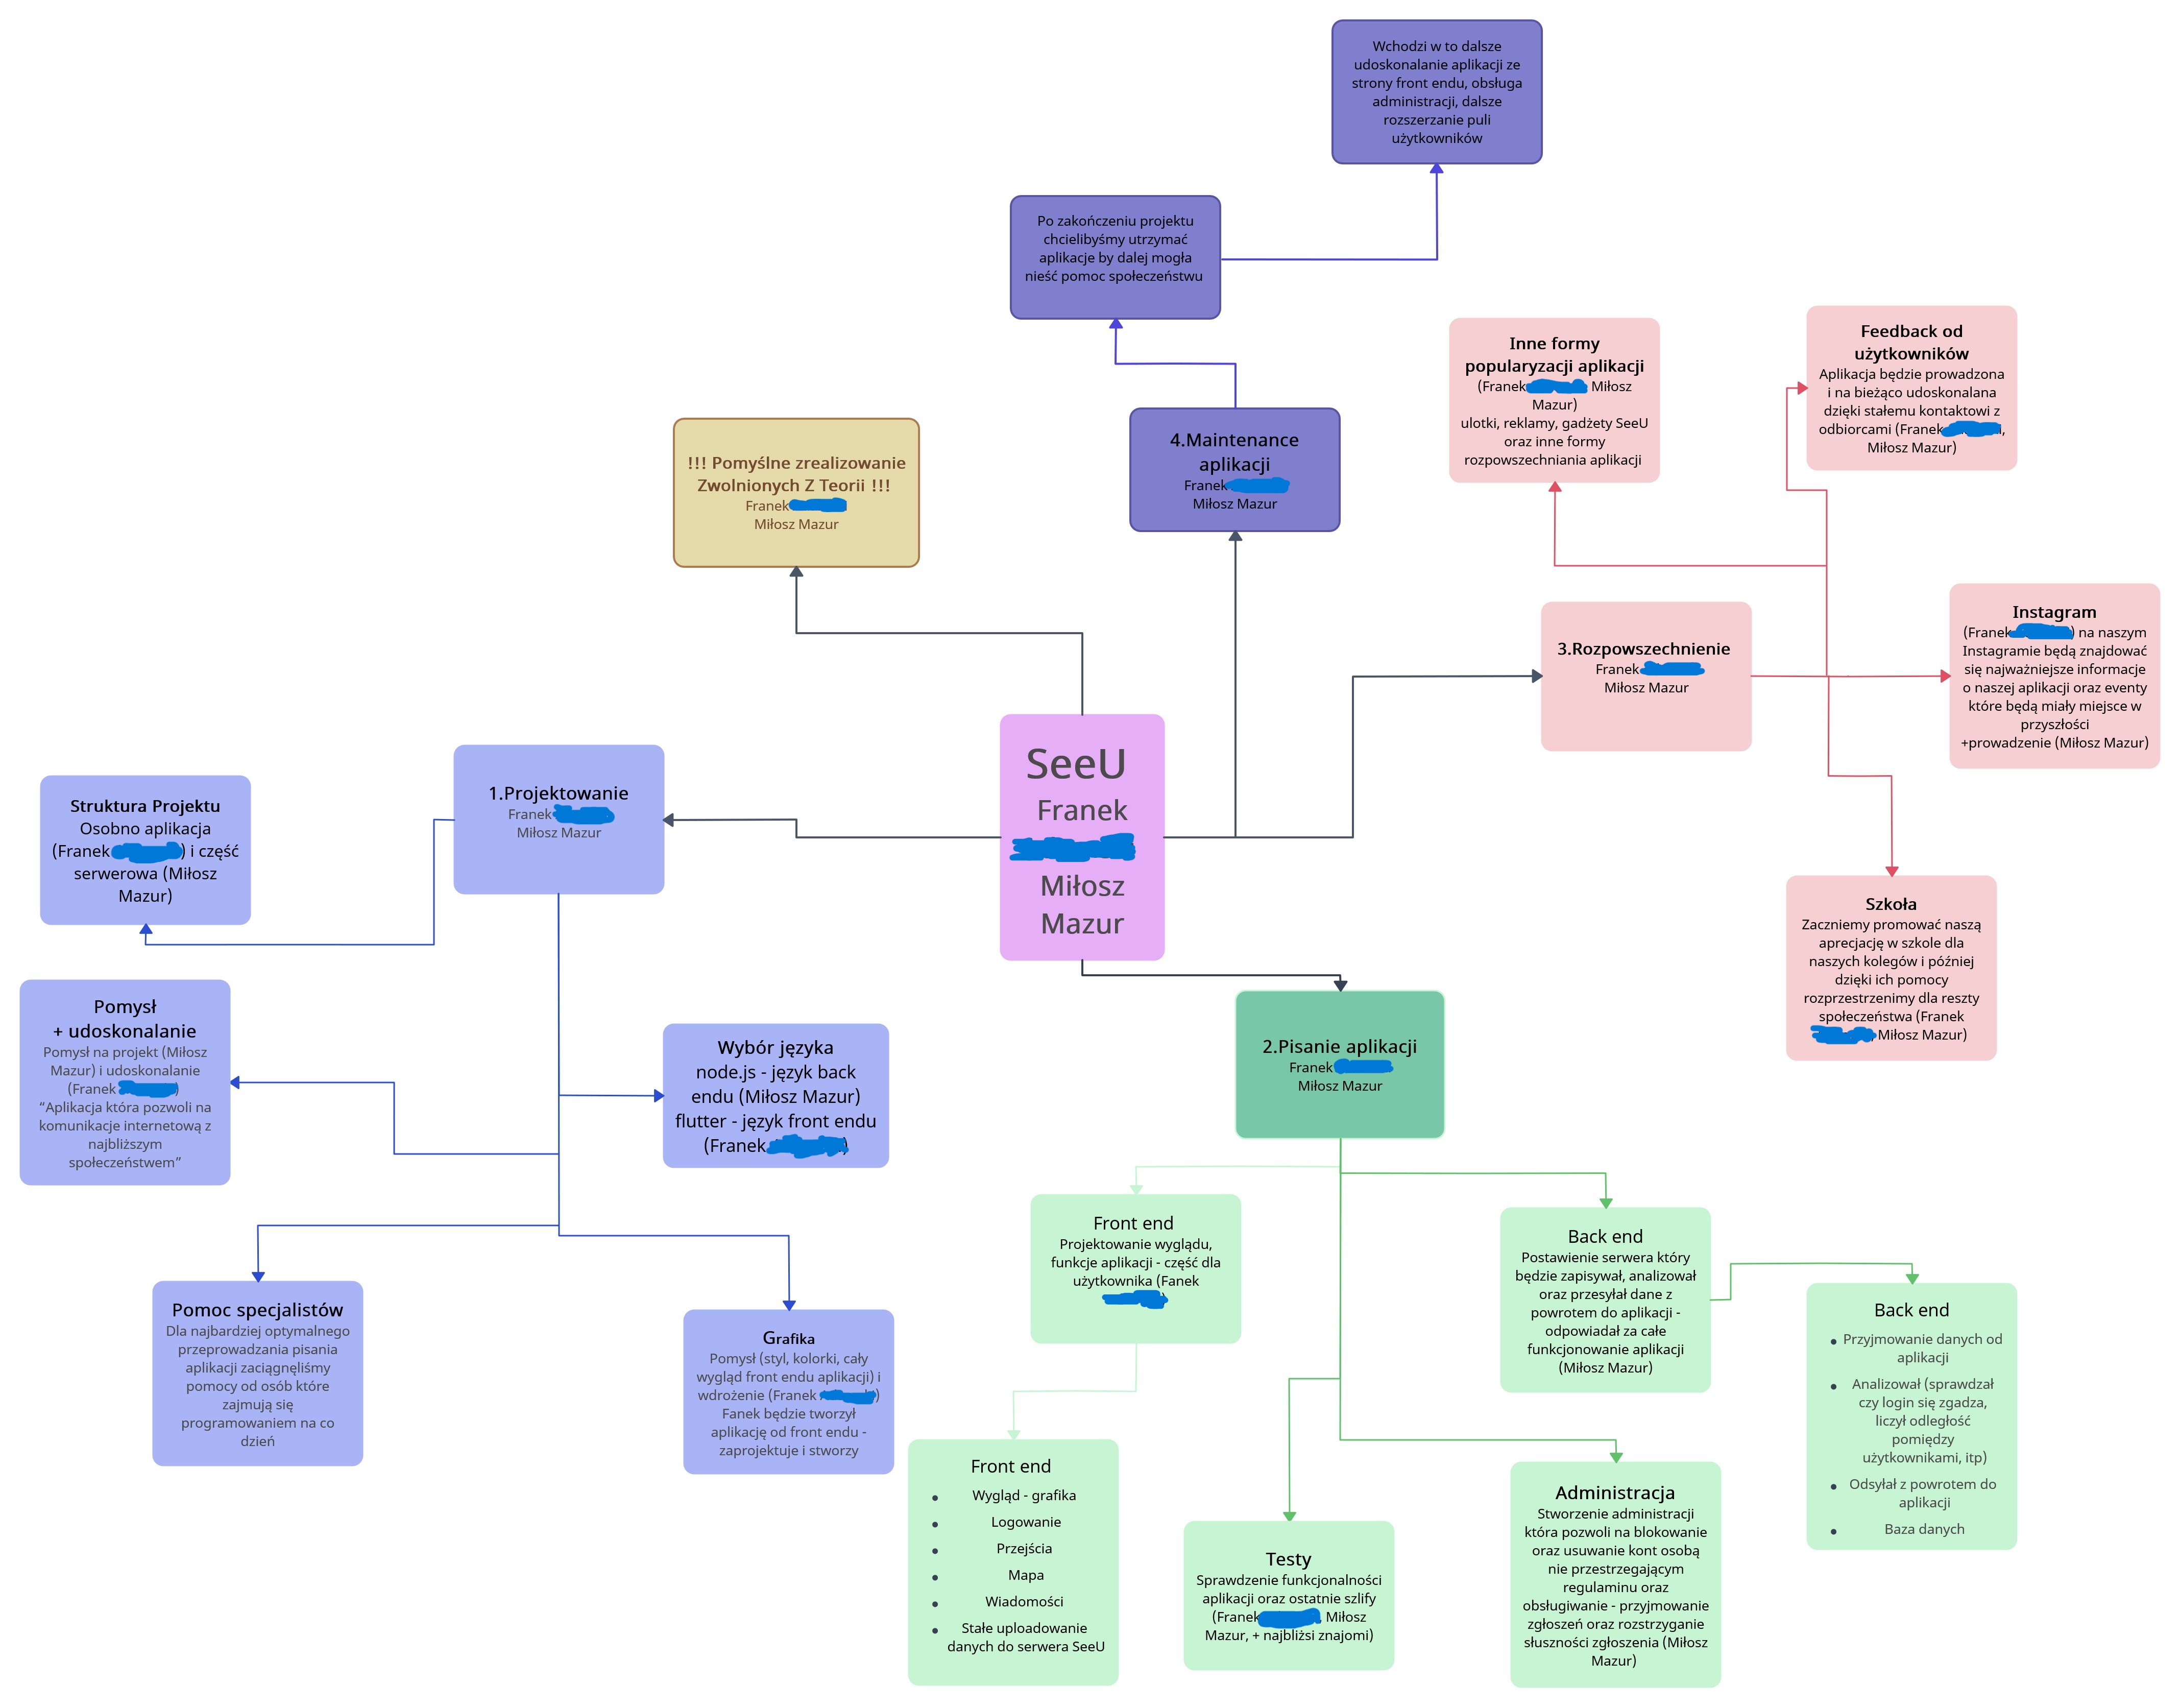 Wchodzi w to dalsze
udoskonalanie aplikacji ze
strony front endu, obsługa
administracji, dalsze
rozszerzanie puli
użytkowników
Po zakończeniu projektu
chcielibyśmy utrzymać
aplikacje by dalej mogła
nieść pomoc społeczeństwu
4.Maintenance
aplikacji
Franek
Miłosz Mazur
!!! Pomyślne zrealizowanie
Zwolnionych Z Teorii !!!
Franek
Miłosz Mazur
Inne formy
popularyzacji aplikacji
(Franek Miłosz
Mazur)
ulotki, reklamy, gadżety SeeU
oraz inne formy
rozpowszechniania aplikacji
Feedback od
użytkowników
Aplikacja będzie prowadzona
i na bieżąco udoskonalana
dzięki stałemu kontaktowi z
odbiorcami (Franek ,
Miłosz Mazur)
3.Rozpowszechnienie
Franek
Miłosz Mazur
Instagram
(Franek ) na naszym
Instagramie będą znajdować
się najważniejsze informacje
o naszej aplikacji oraz eventy
które będą miały miejsce w
przyszłości
+prowadzenie (Miłosz Mazur)
Szkoła
Zaczniemy promować naszą
aprecjację w szkole dla
naszych kolegów i później
dzięki ich pomocy
rozprzestrzenimy dla reszty
społeczeństwa (Franek
Miłosz Mazur)
SeeU
Franek
Miłosz
Mazur
1.Projektowanie
Franek
Miłosz Mazur
Struktura Projektu
Osobno aplikacja
(Franek ) i część
serwerowa (Miłosz
Mazur)
Pomysł
+ udoskonalanie
Pomysł na projekt (Miłosz
Mazur) i udoskonalanie
(Franek )
“Aplikacja która pozwoli na
komunikacje internetową z
najbliższym
społeczeństwem”
Wybór języka
node.js - język back
endu (Miłosz Mazur)
flutter - język front endu
(Franek )
Pomoc specjalistów
Dla najbardziej optymalnego
przeprowadzania pisania
aplikacji zaciągnęliśmy
pomocy od osób które
zajmują się
programowaniem na co
dzień
Grafika
Pomysł (styl, kolorki, cały
wygląd front endu aplikacji) i
wdrożenie (Franek )
Fanek będzie tworzył
aplikację od front endu -
zaprojektuje i stworzy
2.Pisanie aplikacji
Franek
Miłosz Mazur
Front end
Projektowanie wyglądu,
funkcje aplikacji - część dla
użytkownika (Fanek
)
Front end
• Wygląd - grafika
• Logowanie
• Przejścia
• Mapa
• Wiadomości
• Stałe uploadowanie
danych do serwera SeeU
Testy
Sprawdzenie funkcjonalności
aplikacji oraz ostatnie szlify
(Franek , Miłosz
Mazur, + najbliżsi znajomi)
Back end
Postawienie serwera który
będzie zapisywał, analizował
oraz przesyłał dane z
powrotem do aplikacji -
odpowiadał za całe
funkcjonowanie aplikacji
(Miłosz Mazur)
Back end
• Przyjmowanie danych od
aplikacji
• Analizował (sprawdzał
czy login się zgadza,
liczył odległość
pomiędzy
użytkownikami, itp)
• Odsyłał z powrotem do
aplikacji
• Baza danych
Administracja
Stworzenie administracji
która pozwoli na blokowanie
oraz usuwanie kont osobą
nie przestrzegającym
regulaminu oraz
obsługiwanie - przyjmowanie
zgłoszeń oraz rozstrzyganie
słuszności zgłoszenia (Miłosz
Mazur)